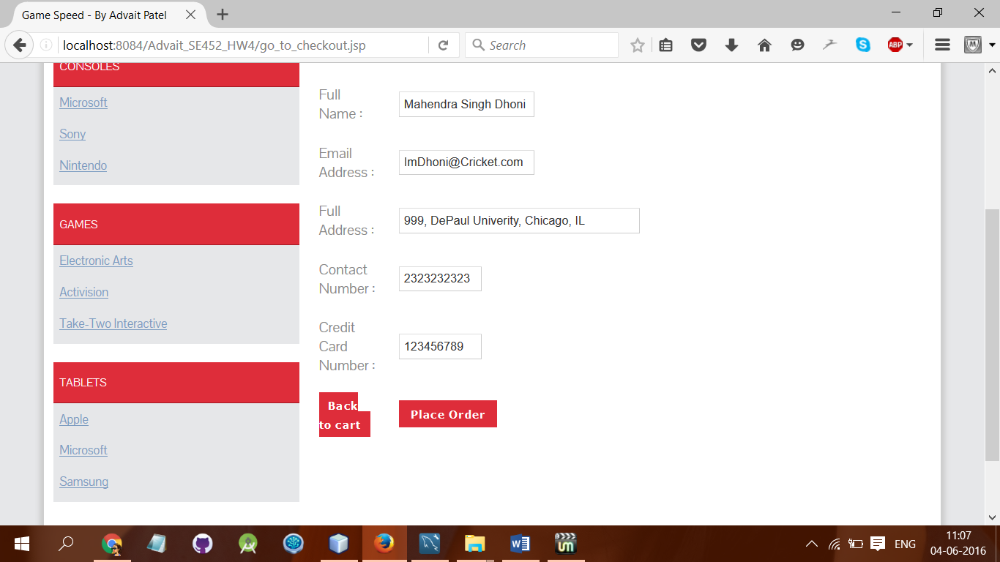 Game Speed - By Advait Patel
localhost:8084/Advait_SE452_HW4/go_to_checkout.jsp
Search
ABP
CONSOLES
Microsoft
Sony
Nintendo
GAMES
Electronic Arts
Activision
Take-Two Interactive
TABLETS
Apple
Microsoft
Samsung
Full
Name :
Mahendra Singh Dhoni
Email
Address :
ImDhoni@Cricket.com
Full
Address :
999, DePaul Univerity, Chicago, IL
Contact
Number :
2323232323
Credit
Card
Number :
123456789
Back
to cart
Place Order
um
ENG
11:07
04-06-2016